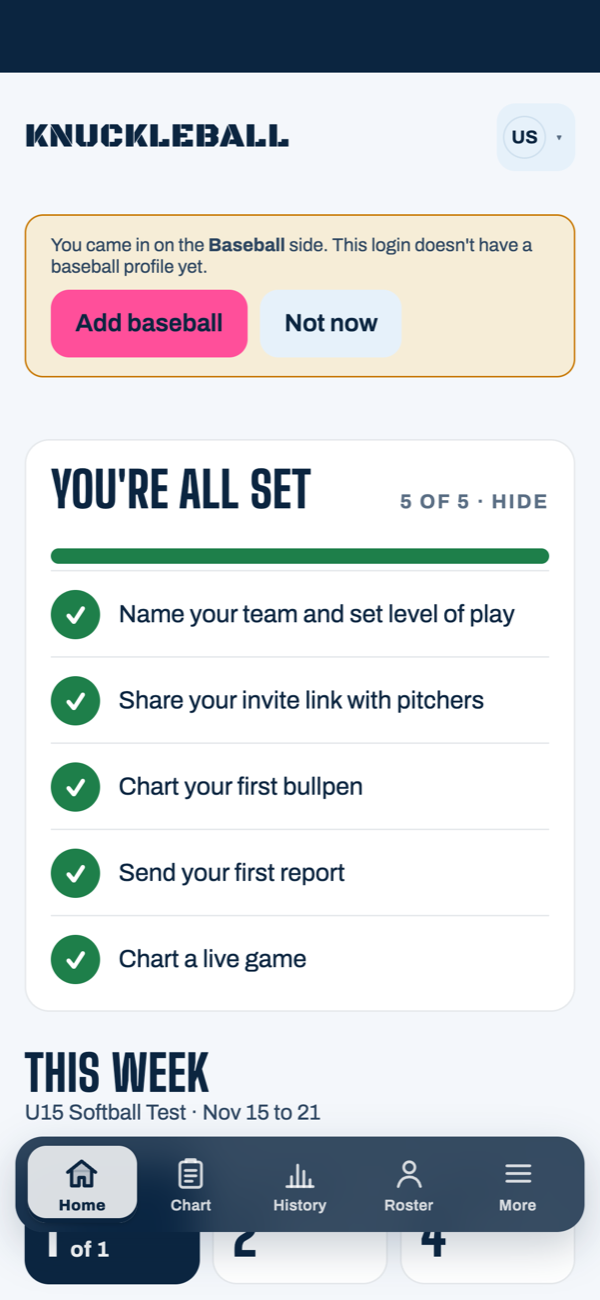 KNUCKLEBALL
US
You came in on the Baseball side. This login doesn't have a
baseball profile yet.
Add baseball
Not now
YOU'RE ALL SET
5 OF 5 · HIDE
Name your team and set level of play
Share your invite link with pitchers
Chart your first bullpen
Send your first report
Chart a live game
THIS WEEK
U15 Softball Test · Nov 15 to 21
Home
Chart
History
Roster
More
1 of 1
2
4